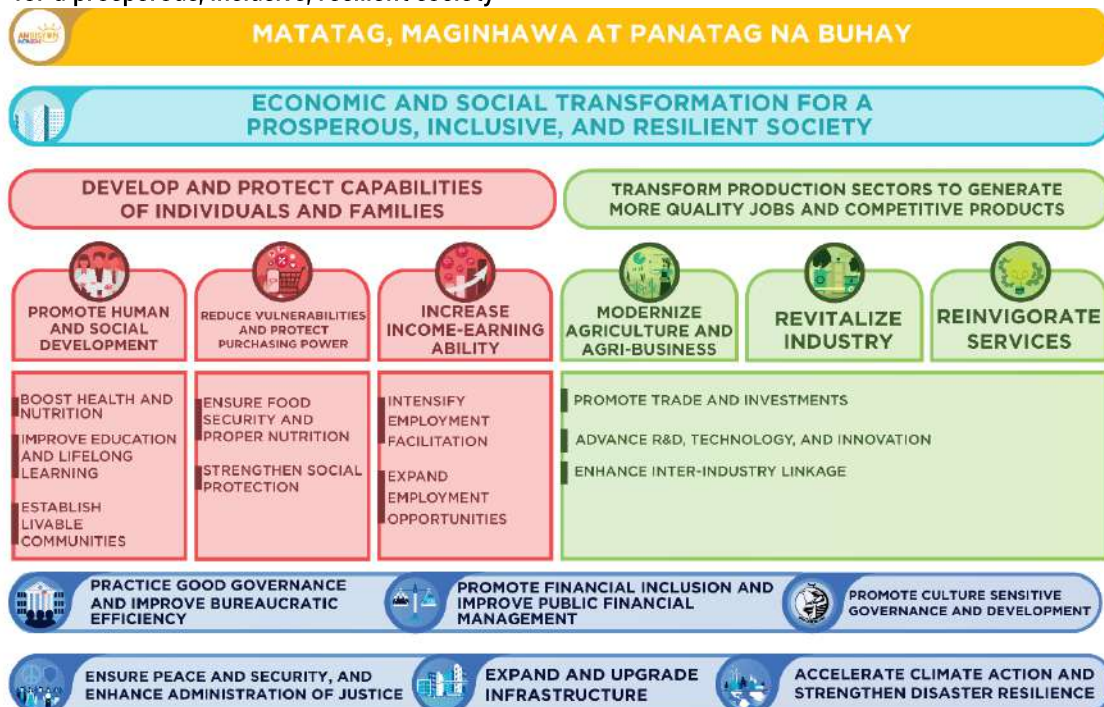 for a prosperous, inclusive, resilient society
MATATAG, MAGINHAWA AT PANATAG NA BUHAY
ECONOMIC AND SOCIAL TRANSFORMATION FOR A
PROSPEROUS, INCLUSIVE, AND RESILIENT SOCIETY
DEVELOP AND PROTECT CAPABILITIES
OF INDIVIDUALS AND FAMILIES
TRANSFORM PRODUCTION SECTORS TO GENERATE
MORE QUALITY JOBS AND COMPETITIVE PRODUCTS
PROMOTE HUMAN
AND SOCIAL
DEVELOPMENT
REDUCE VULNERABILITIES
AND PROTECT
PURCHASING POWER
INCREASE
INCOME-EARNING
ABILITY
MODERNIZE
AGRICULTURE AND
AGRI-BUSINESS
REVITALIZE
INDUSTRY
REINVIGORATE
SERVICES
BOOST HEALTH AND
NUTRITION
IMPROVE EDUCATION
AND LIFELONG
LEARNING
ESTABLISH
LIVABLE
COMMUNITIES
ENSURE FOOD
SECURITY AND
PROPER NUTRITION
STRENGTHEN SOCIAL
PROTECTION
INTENSIFY
EMPLOYMENT
FACILITATION
EXPAND
EMPLOYMENT
OPPORTUNITIES
PROMOTE TRADE AND INVESTMENTS
ADVANCE R&D, TECHNOLOGY, AND INNOVATION
ENHANCE INTER-INDUSTRY LINKAGE
PRACTICE GOOD GOVERNANCE
AND IMPROVE BUREAUCRATIC
EFFICIENCY
PROMOTE FINANCIAL INCLUSION AND
IMPROVE PUBLIC FINANCIAL
MANAGEMENT
PROMOTE CULTURE SENSITIVE
GOVERNANCE AND DEVELOPMENT
ENSURE PEACE AND SECURITY, AND
ENHANCE ADMINISTRATION OF JUSTICE
EXPAND AND UPGRADE
INFRASTRUCTURE
ACCELERATE CLIMATE ACTION AND
STRENGTHEN DISASTER RESILIENCE